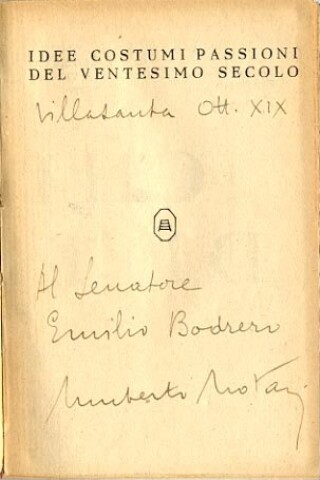 IDEE COSTUMI PASSIONI
DEL VENTESIMO SECOLO
Villasanta Ott. XIX
Al Senatore
Emilio Bodrero
Umberto Notari